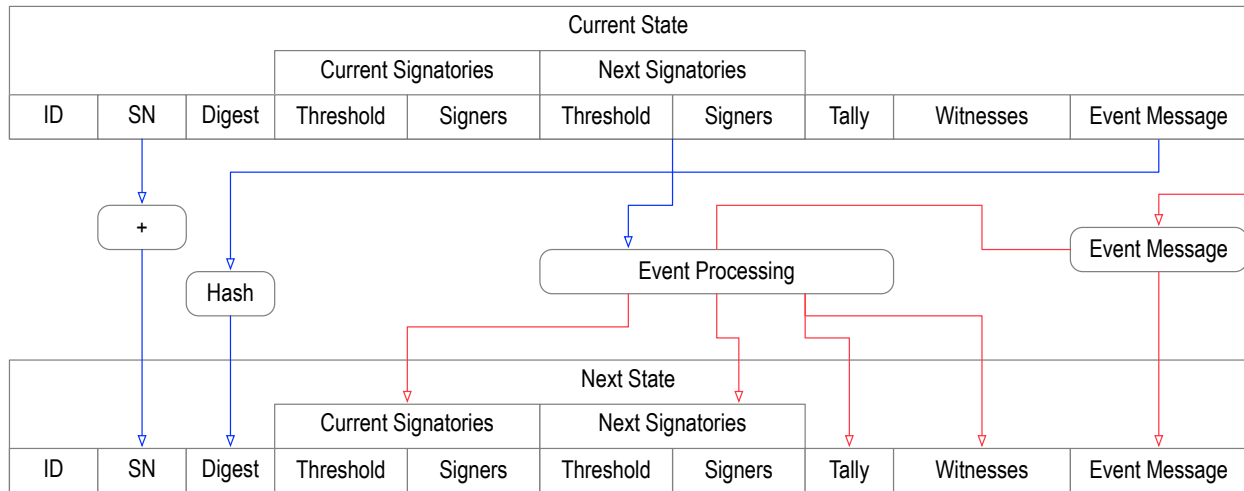 Current State
Current Signatories Next Signatories
ID SN Digest Threshold Signers Threshold Signers Tally Witnesses Event Message
+
Event Message
Event Processing
Hash
Next State
Current Signatories Next Signatories
ID SN Digest Threshold Signers Threshold Signers Tally Witnesses Event Message